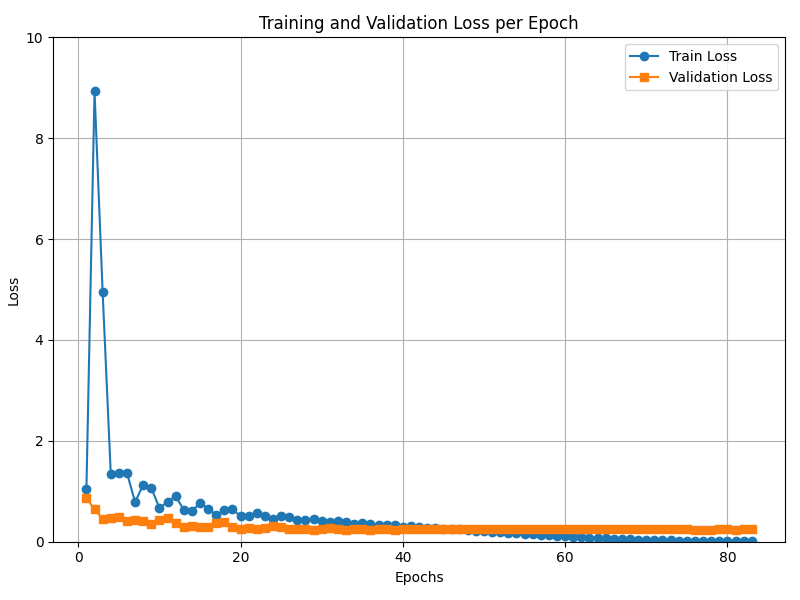 Training and Validation Loss per Epoch
Train Loss
Validation Loss
10
8
6
4
2
0
Loss
0 20 40 60 80
Epochs